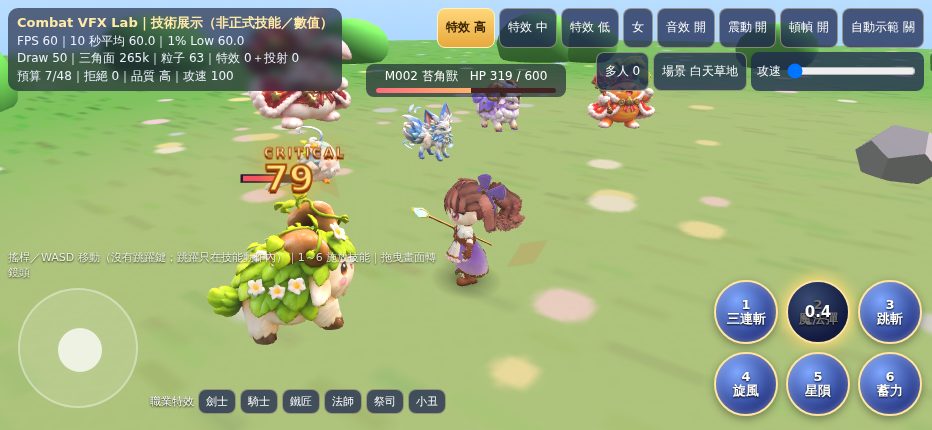 Combat VFX Lab｜技術展示（非正式技能／數值）
FPS 60｜10 秒平均 60.0｜1% Low 60.0
Draw 50｜三角面 265k｜粒子 63｜特效 0＋投射 0
預算 7/48｜拒絕 0｜品質 高｜攻速 100
特效 高
特效 中
特效 低
女
音效 開
震動 開
頓幀 開
自動示範 關
多人 0
場景 白天草地
攻速
M002 苔角獸 HP 319 / 600
CRITICAL
79
搖桿／WASD 移動（沒有跳躍鍵；跳躍只在技能動作內）｜1~6 施放技能｜拖曳畫面轉
鏡頭
1
三連斬
2
魔法彈
0.4
3
跳斬
4
旋風
5
星隕
6
蓄力
職業特效
劍士
騎士
鐵匠
法師
祭司
小丑